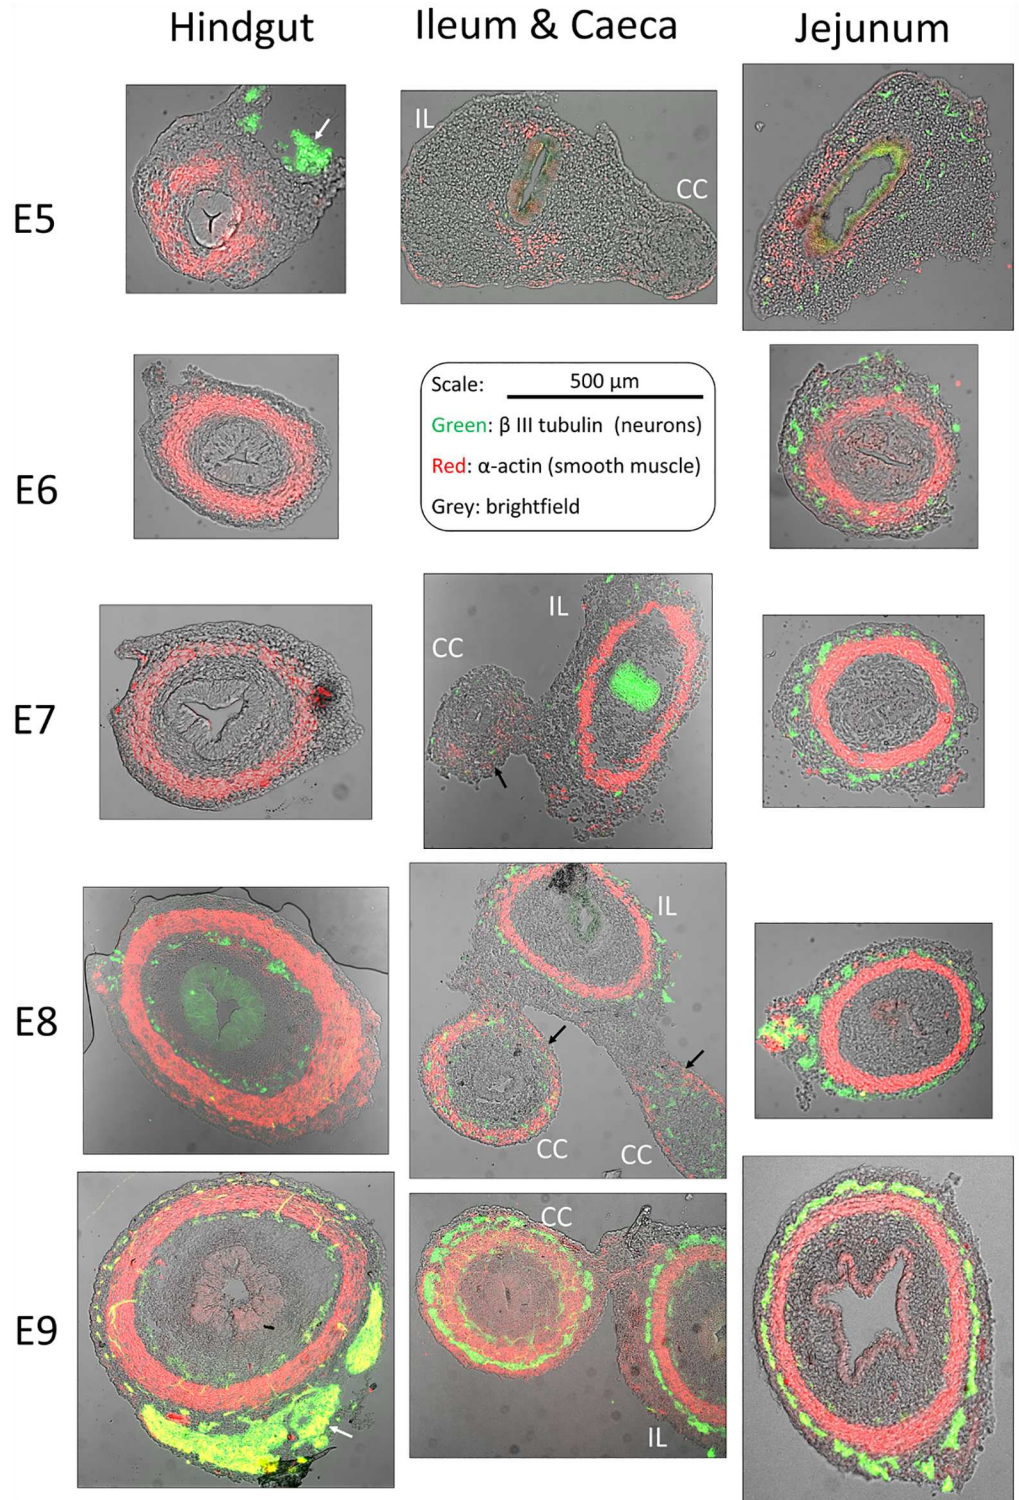 Hindgut
Ileum & Caeca
Jejunum
E5
IL
CC
E6
Scale: 500 μm
Green: β III tubulin (neurons)
Red: α-actin (smooth muscle)
Grey: brightfield
E7
IL
CC
E8
IL
CC
CC
E9
CC
IL